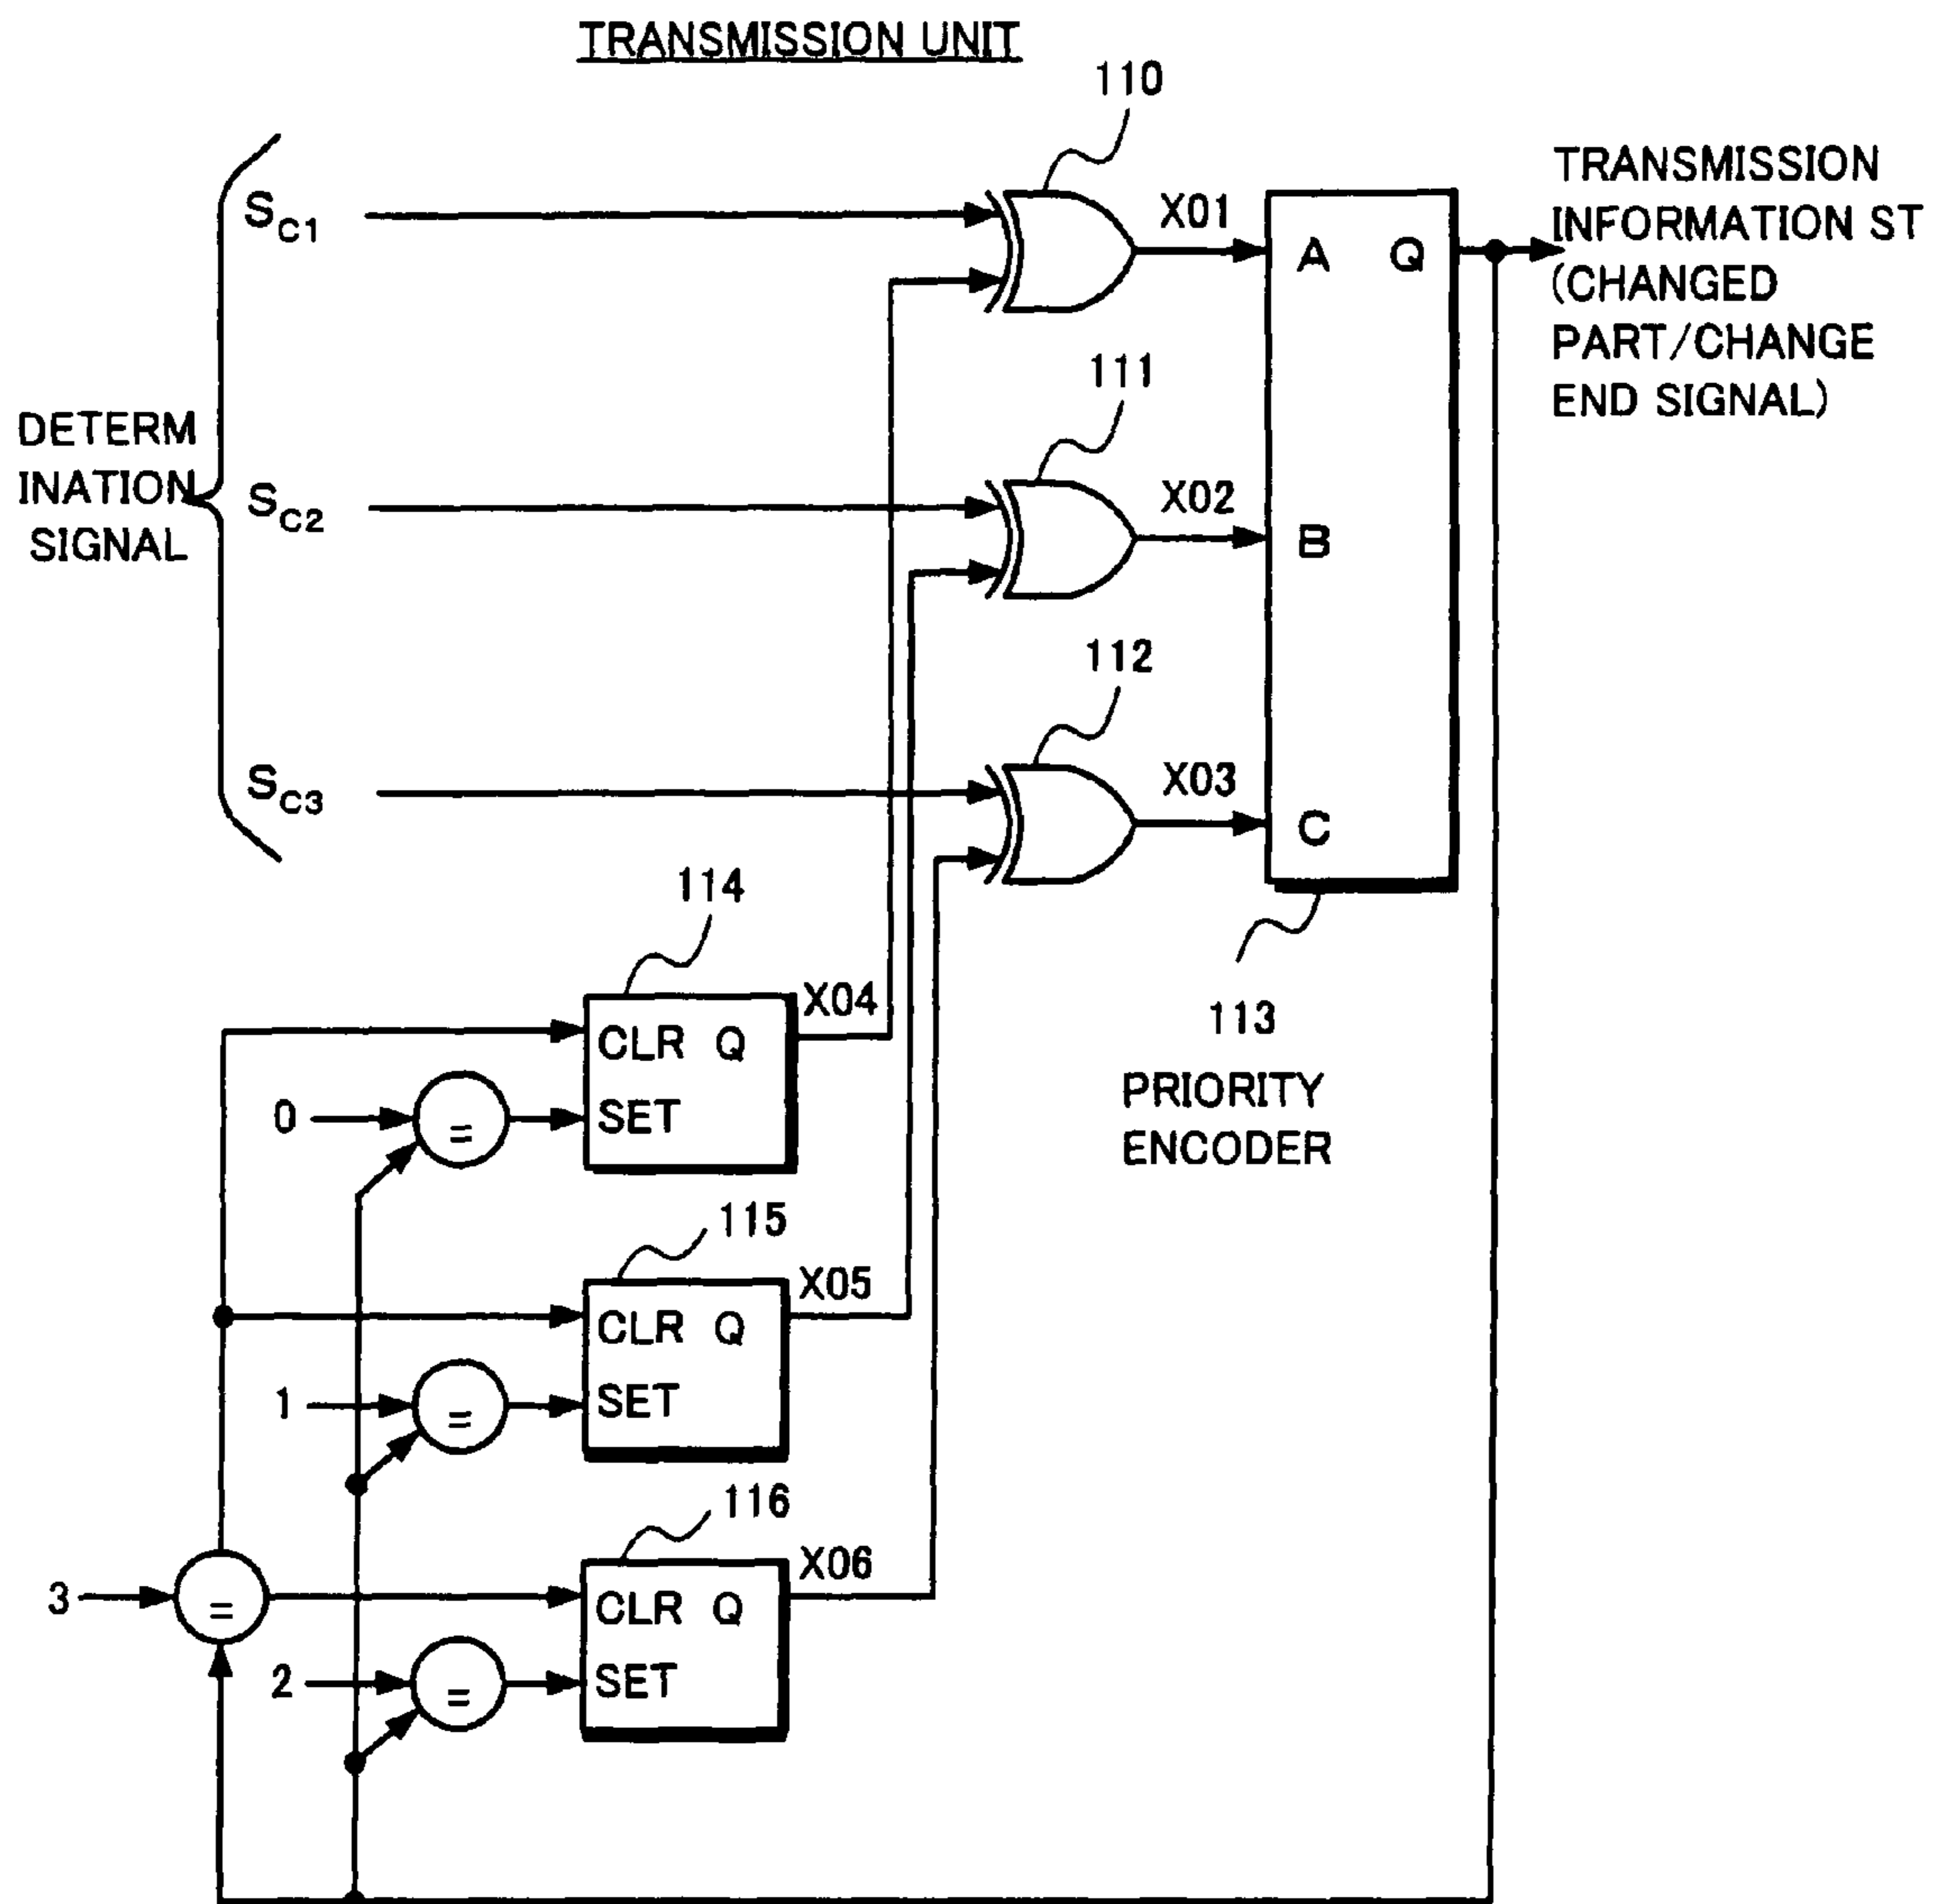 TRANSMISSION UNIT
110
TRANSMISSION
INFORMATION ST
(CHANGED
PART/CHANGE
END SIGNAL)
SC1
X01
A Q
111
DETERM
INATION
SIGNAL
SC2
X02
B
112
SC3
X03
C
114
X04
CLR Q
113
PRIORITY
ENCODER
0
=
SET
115
X05
CLR Q
1
=
SET
116
X06
3
=
CLR Q
2
=
SET